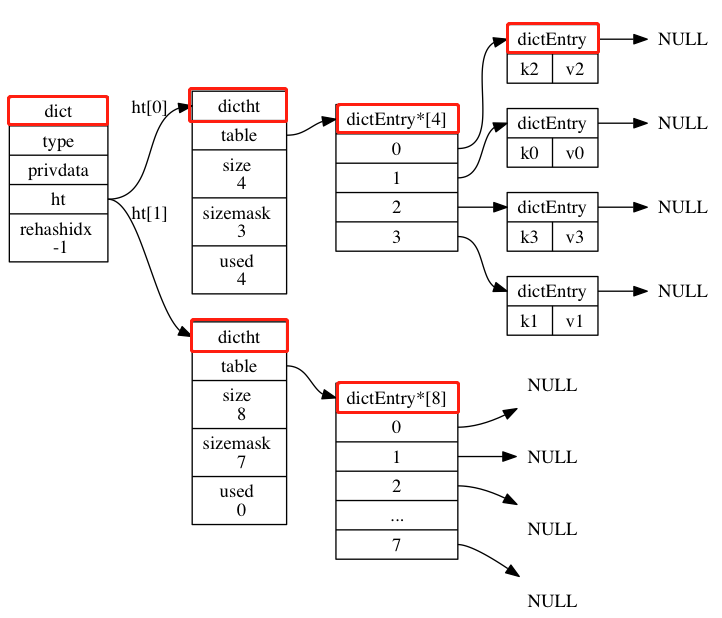 dict
type
privdata
ht
rehashidx
-1
ht[0]
ht[1]
dictht
table
size
4
sizemask
3
used
4
dictEntry*[4]
0
1
2
3
dictEntry
k2 v2
NULL
dictEntry
k0 v0
NULL
dictEntry
k3 v3
NULL
dictEntry
k1 v1
NULL
dictht
table
size
8
sizemask
7
used
0
dictEntry*[8]
0
1
2
...
7
NULL
NULL
NULL
NULL